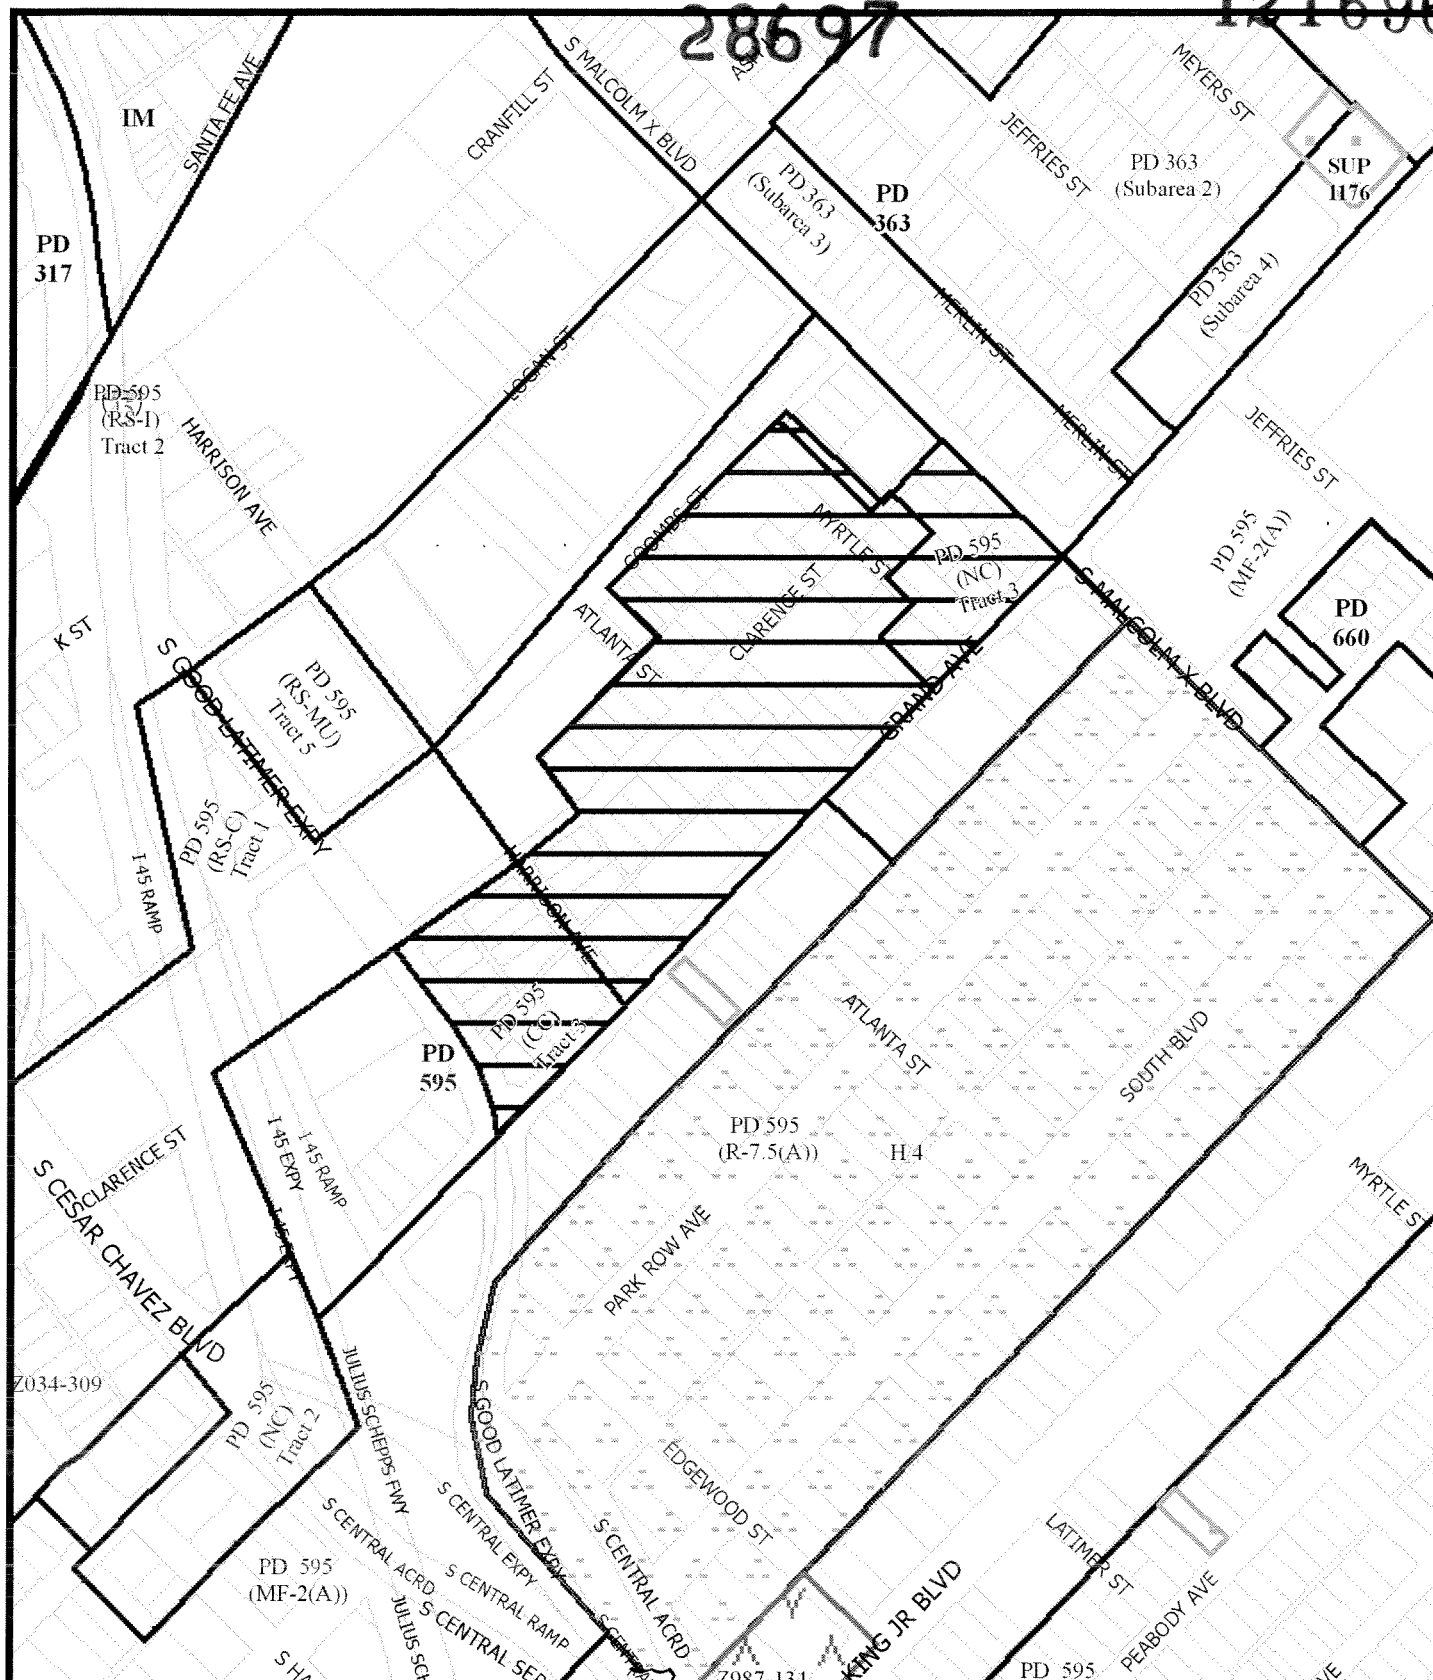 28697
IM
SANTA FE AVE
CRANFILL ST
S MALCOLM X BLVD
MEYERS ST
JEFFRIES ST
PD 363
(Subarea 2)
SUP
1176
PD 363
(Subarea 3)
PD
363
PD
317
PD 363
(Subarea 4)
MERLIN ST
LOGAN ST
PD 595
(RS-I)
Tract 2
HARRISON AVE
MERLIN ST
JEFFRIES ST
COOMBS ST
MYRTLE ST
PD 595
(NC)
Tract 3
PD 595
(MF-2(A))
CLARENCE ST
ATLANTA ST
S MALCOLM X BLVD
PD
660
K ST
S GOOD LATIMER EXPY
PD 595
(RS-MU)
Tract 5
GRAND AVE
PD 595
(RS-C)
Tract 1
I-45 RAMP
HARRISON AVE
PD 595
(CC)
PD
595
ATLANTA ST
SOUTH BLVD
PD 595
(R-7.5(A))
H/4
I-45 EXPY
I-45 RAMP
CLARENCE ST
S CESAR CHAVEZ BLVD
I-45 EXPY
MYRTLE ST
PARK ROW AVE
Z034-309
PD 595
(NC)
Tract 2
JULIUS SCHEPPS FWY
S GOOD LATIMER EXPY
EDGEWOOD ST
S CENTRAL ACRD
S CENTRAL EXPY
S CENTRAL RAMP
S CENTRAL ACRD
LATIMER ST
PEABODY AVE
PD 595
(MF-2(A))
KING JR BLVD
PD 595